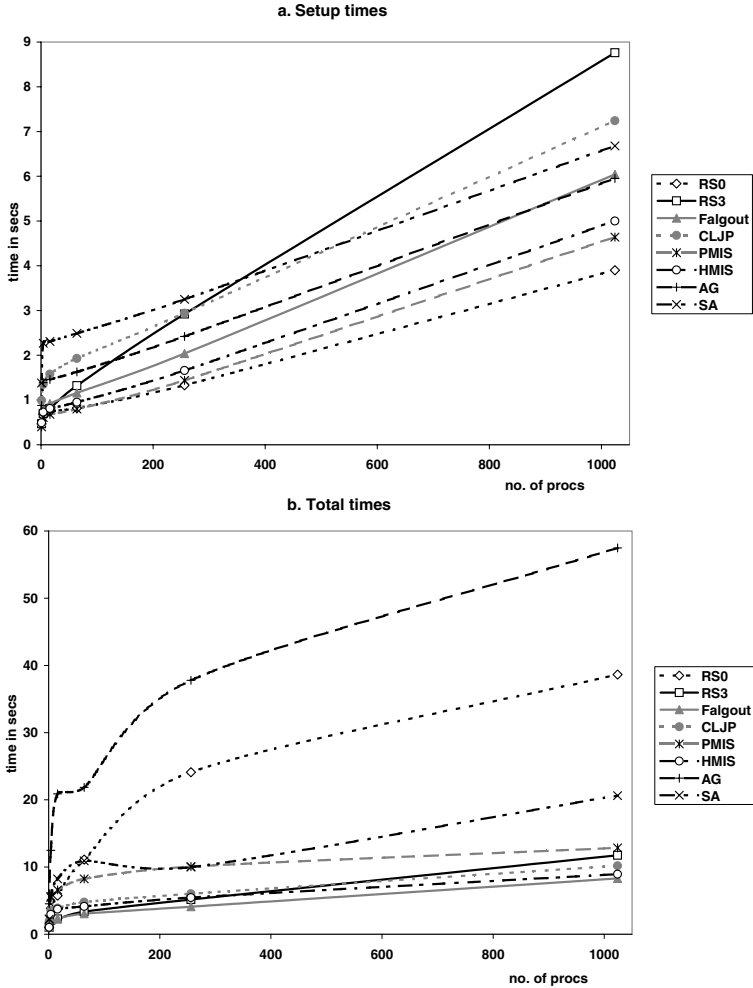 a. Setup times
9
8
7
6
5
4
3
2
1
0
time in secs
0 200 400 600 800 1000
no. of procs
RS0
RS3
Falgout
CLJP
PMIS
HMIS
AG
SA
b. Total times
60
50
40
30
20
10
0
time in secs
0 200 400 600 800 1000
no. of procs
RS0
RS3
Falgout
CLJP
PMIS
HMIS
AG
SA